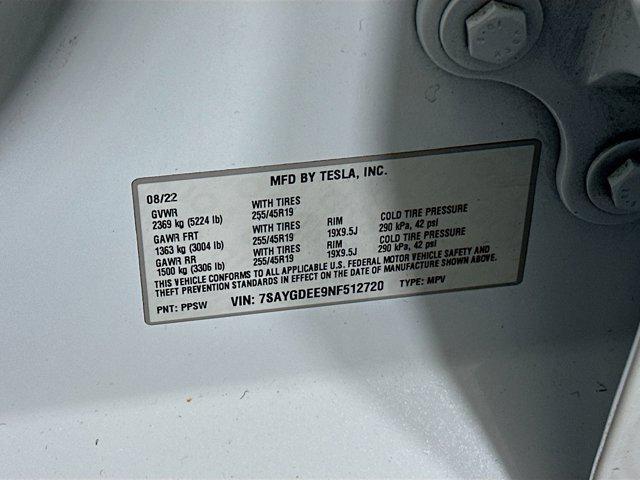 MFD BY TESLA, INC.
08/22
GVWR WITH TIRES
2369 kg (5224 lb) 255/45R19
GAWR FRT WITH TIRES RIM COLD TIRE PRESSURE
1363 kg (3004 lb) 255/45R19 19X9.5J 290 kPa, 42 psi
GAWR RR WITH TIRES RIM COLD TIRE PRESSURE
1500 kg (3306 lb) 255/45R19 19X9.5J 290 kPa, 42 psi
THIS VEHICLE CONFORMS TO ALL APPLICABLE U.S. FEDERAL MOTOR VEHICLE SAFETY AND
THEFT PREVENTION STANDARDS IN EFFECT ON THE DATE OF MANUFACTURE SHOWN ABOVE.
PNT: PPSW VIN: 7SAYGDEE9NF512720 TYPE: MPV